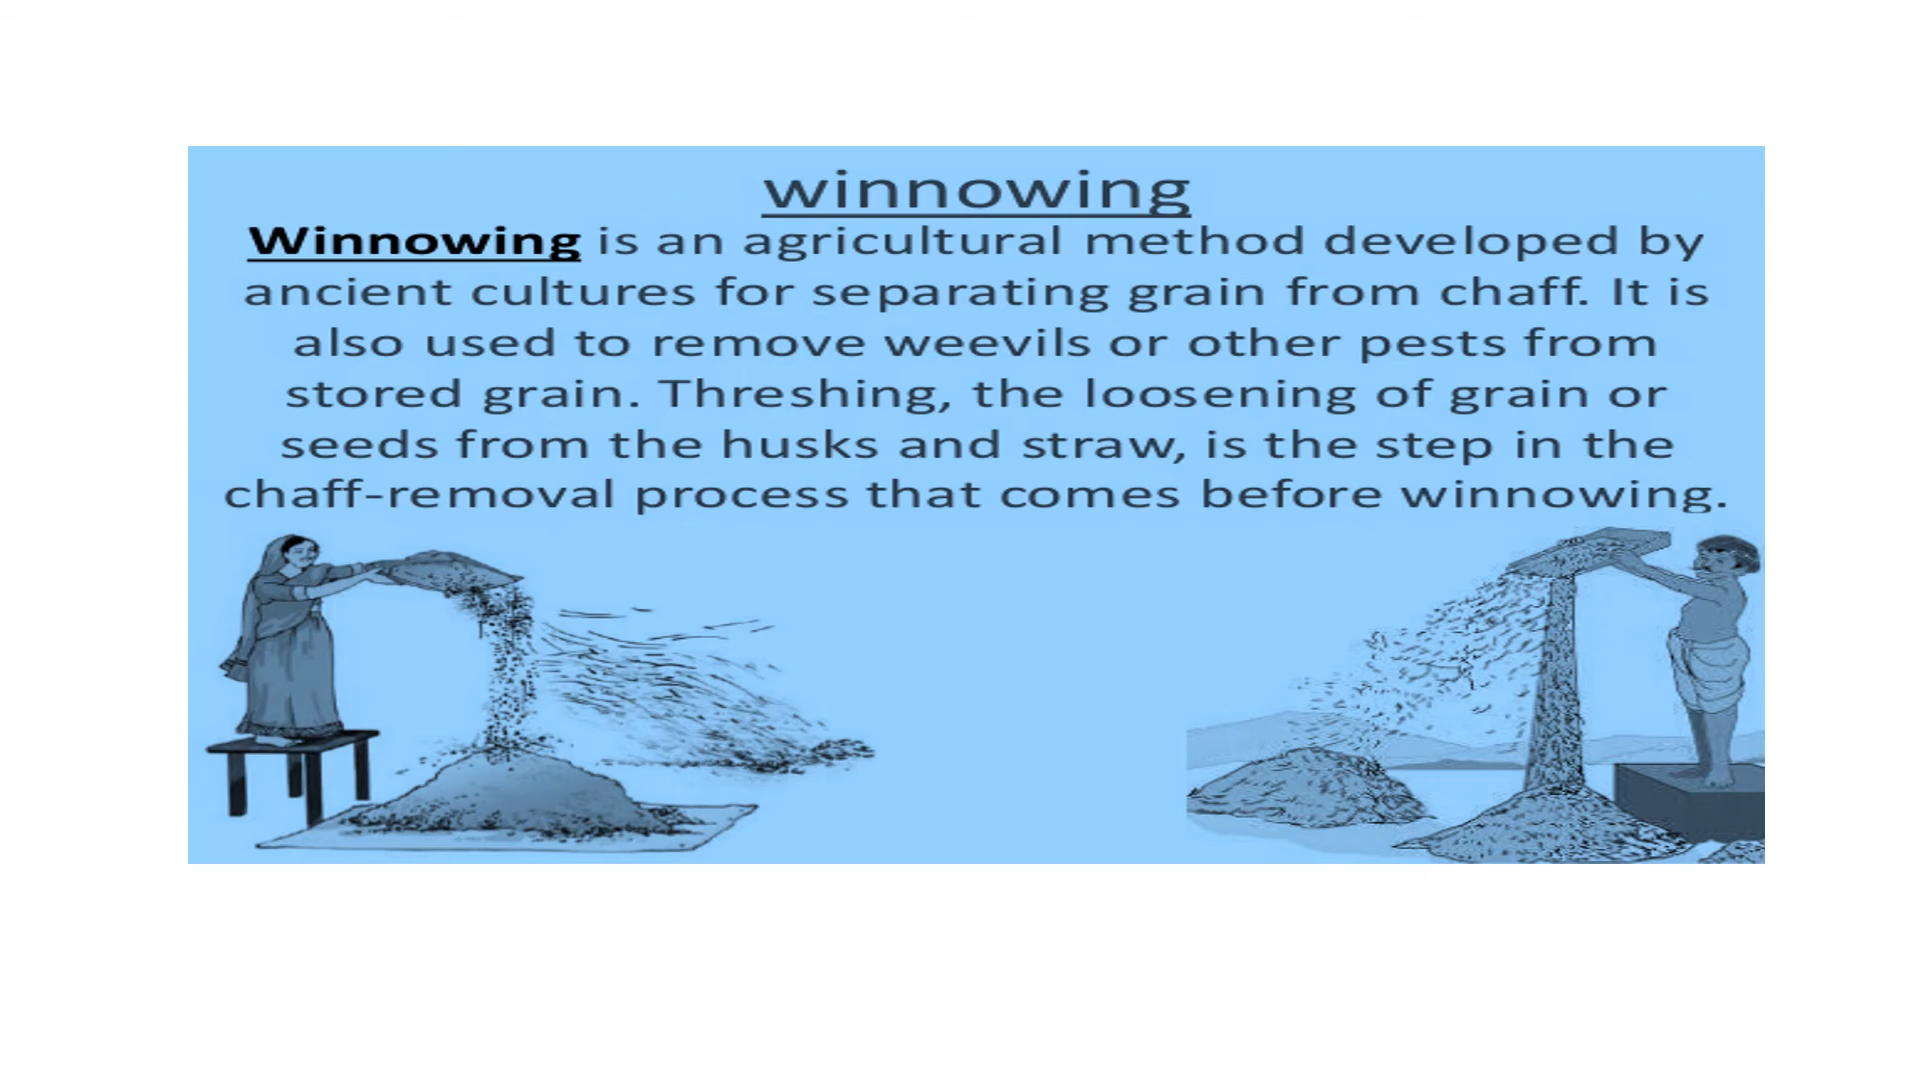 winnowing
Winnowing is an agricultural method developed by
ancient cultures for separating grain from chaff. It is
also used to remove weevils or other pests from
stored grain. Threshing, the loosening of grain or
seeds from the husks and straw, is the step in the
chaff-removal process that comes before winnowing.